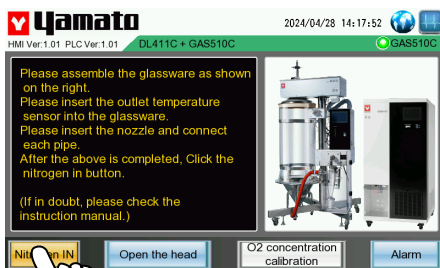 Yamato
2024/04/28 14:17:52
HMI Ver:1.01 PLC Ver:1.01
DL411C + GAS510C
GAS510C
Please assemble the glassware as shown
on the right.
Please insert the outlet temperature
sensor into the glassware.
Please insert the nozzle and connect
each pipe.
After the above is completed, Click the
nitrogen in button.
(If in doubt, please check the
instruction manual.)
IN
Open the head
O2 concentration
calibration
Alarm